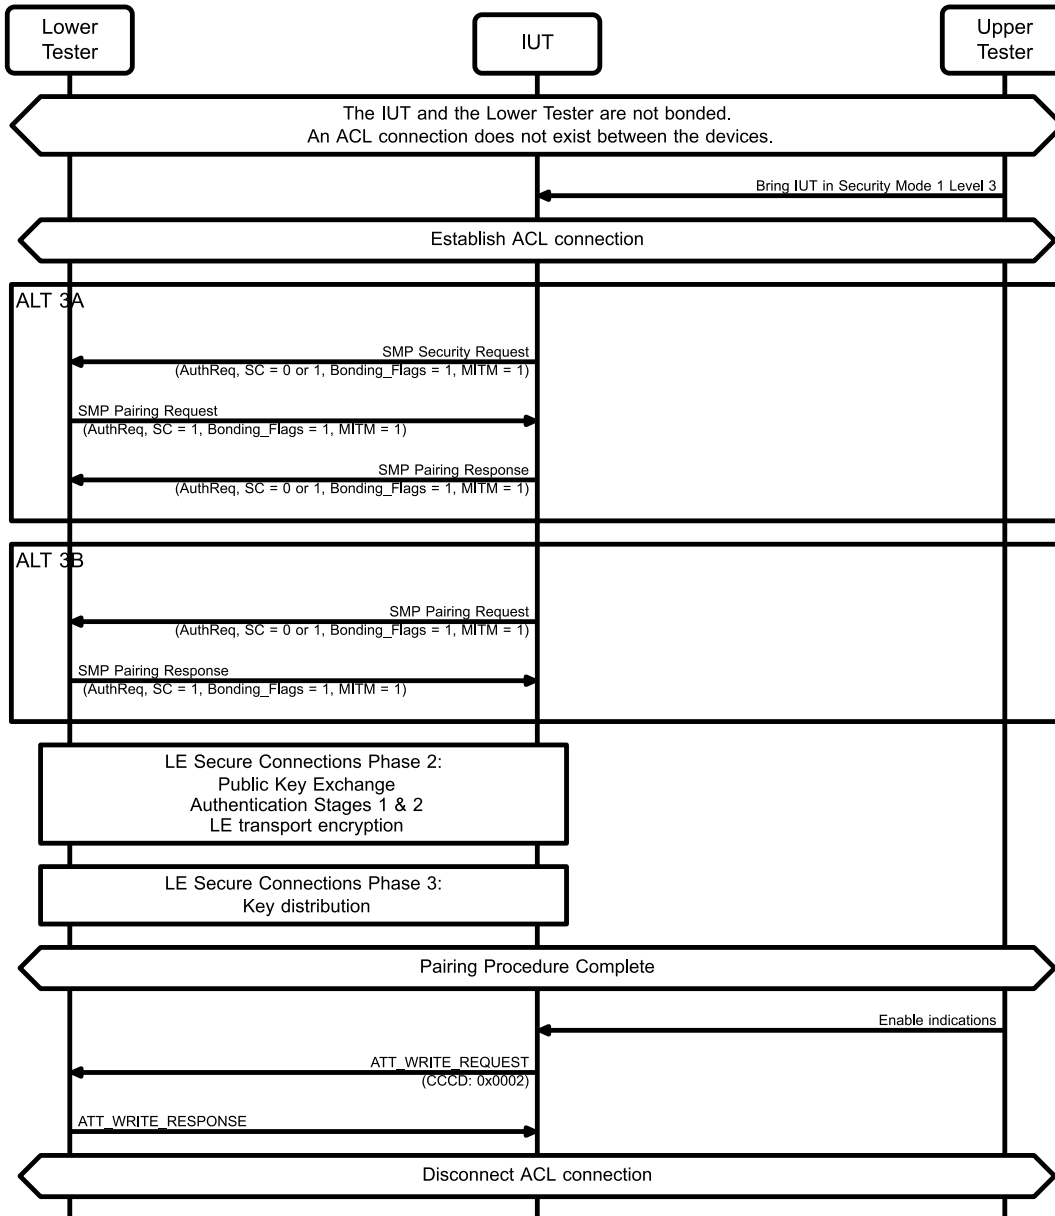 Lower
Tester
IUT
Upper
Tester
The IUT and the Lower Tester are not bonded.
An ACL connection does not exist between the devices.
Bring IUT in Security Mode 1 Level 3
Establish ACL connection
ALT 3A
SMP Security Request
(AuthReq, SC = 0 or 1, Bonding_Flags = 1, MITM = 1)
SMP Pairing Request
(AuthReq, SC = 1, Bonding_Flags = 1, MITM = 1)
SMP Pairing Response
(AuthReq, SC = 0 or 1, Bonding_Flags = 1, MITM = 1)
ALT 3B
SMP Pairing Request
(AuthReq, SC = 0 or 1, Bonding_Flags = 1, MITM = 1)
SMP Pairing Response
(AuthReq, SC = 1, Bonding_Flags = 1, MITM = 1)
LE Secure Connections Phase 2:
Public Key Exchange
Authentication Stages 1 & 2
LE transport encryption
LE Secure Connections Phase 3:
Key distribution
Pairing Procedure Complete
Enable indications
ATT_WRITE_REQUEST
(CCCD: 0x0002)
ATT_WRITE_RESPONSE
Disconnect ACL connection